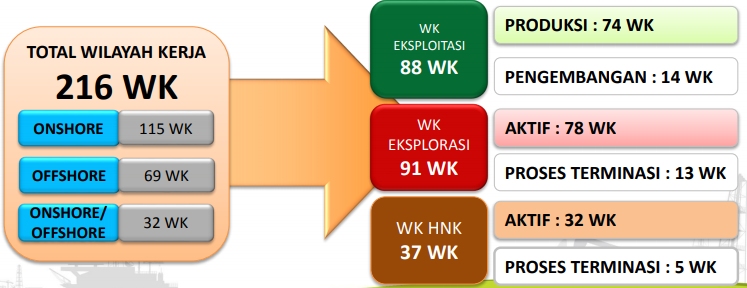 TOTAL WILAYAH KERJA
216 WK
ONSHORE
115 WK
OFFSHORE
69 WK
ONSHORE/
OFFSHORE
32 WK
WK
EKSPLOITASI
88 WK
PRODUKSI : 74 WK
PENGEMBANGAN : 14 WK
WK
EKSPLORASI
91 WK
AKTIF : 78 WK
PROSES TERMINASI : 13 WK
WK HNK
37 WK
AKTIF : 32 WK
PROSES TERMINASI : 5 WK